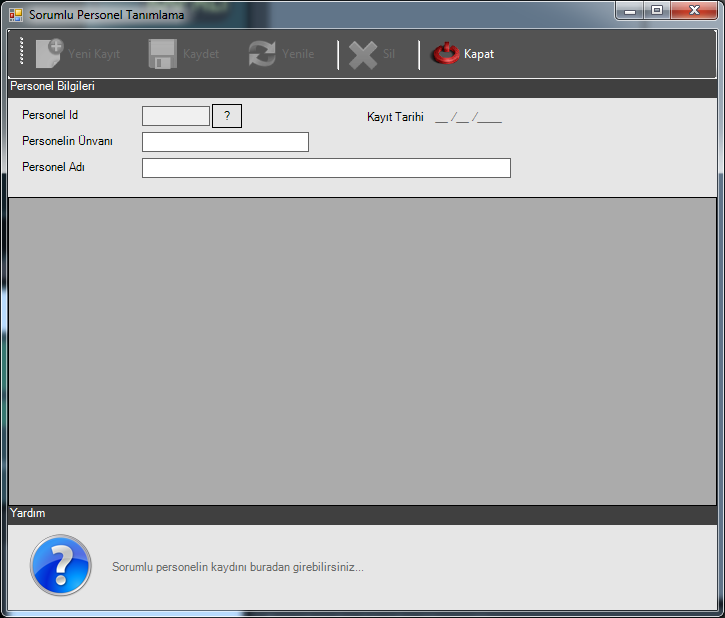 Sorumlu Personel Tanımlama
Yeni Kayıt Kaydet Yenile Sil Kapat
Personel Bilgileri
Personel Id ? Kayıt Tarihi __ /__ /____
Personelin Ünvanı
Personel Adı
Yardım
Sorumlu personelin kaydını buradan girebilirsiniz...